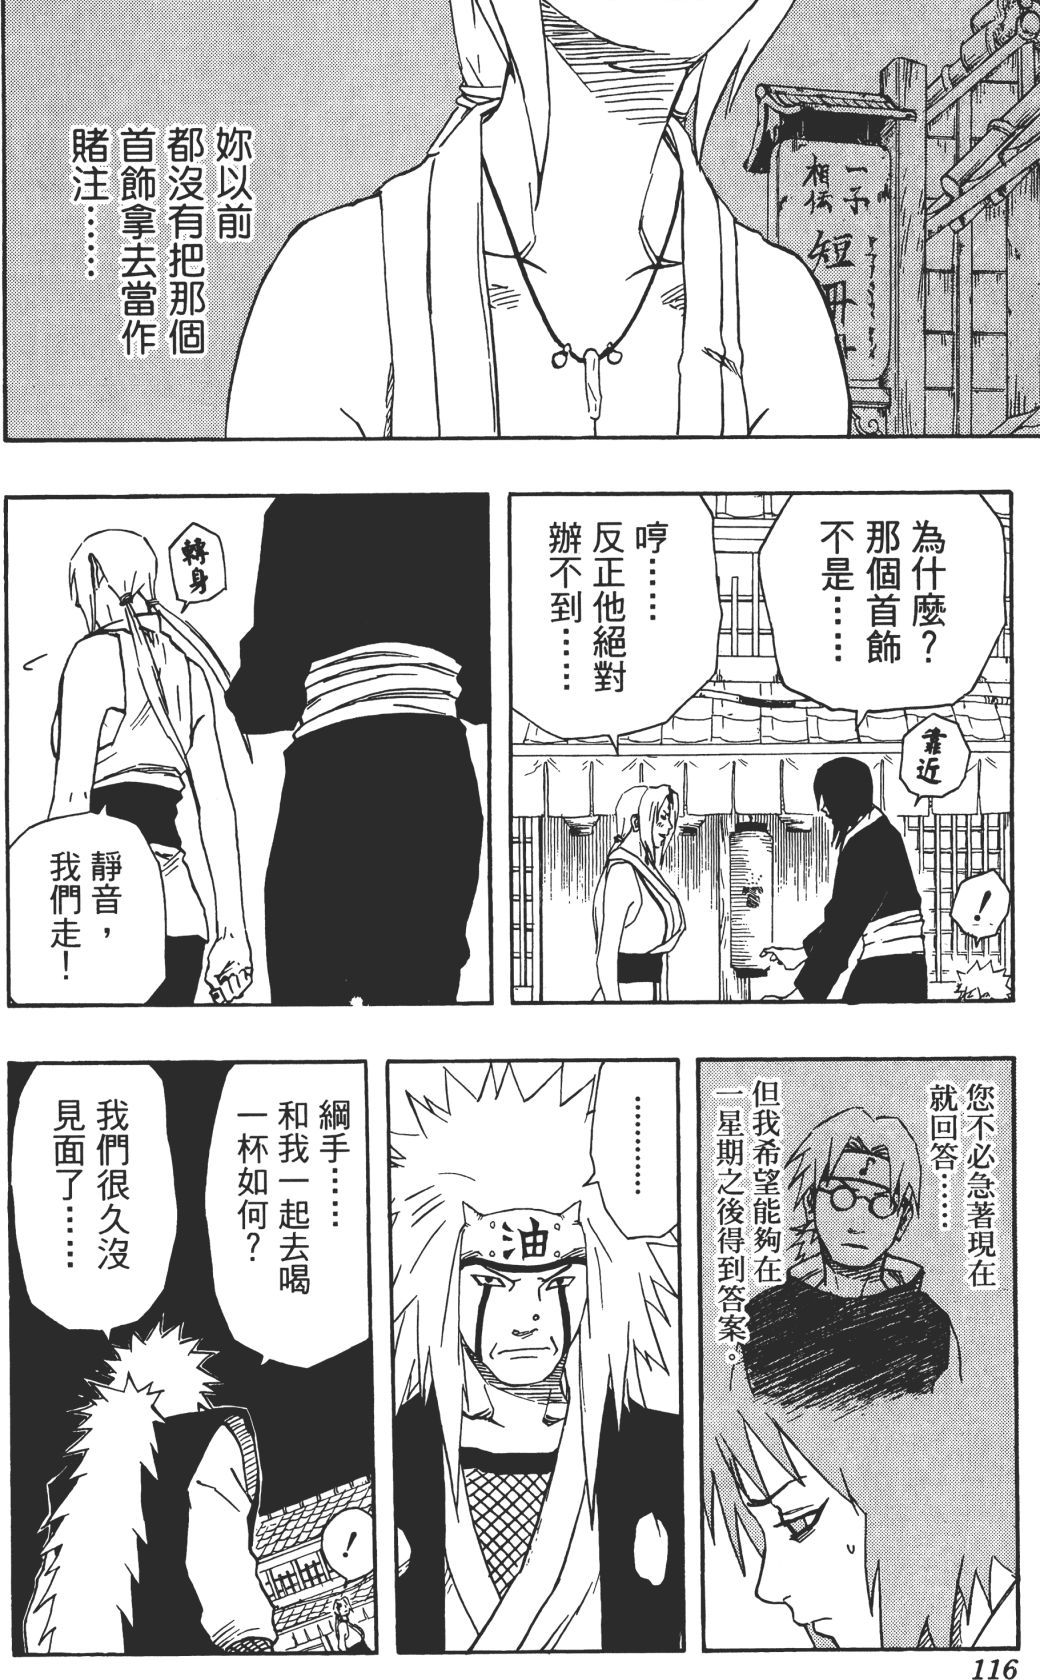 妳以前
都沒有把那個
首飾拿去當作
賭注……
一子
相伝
短冊
為什麼？
那個首飾
不是……
哼……
反正他絕對
辦不到……
靠近
！
轉身
靜音，
我們走！
您不必急著現在
就回答……
但我希望能夠在
一星期之後得到答案。
………
油
綱手……
和我一起去喝
一杯如何？
我們很久沒
見面了……
！
116